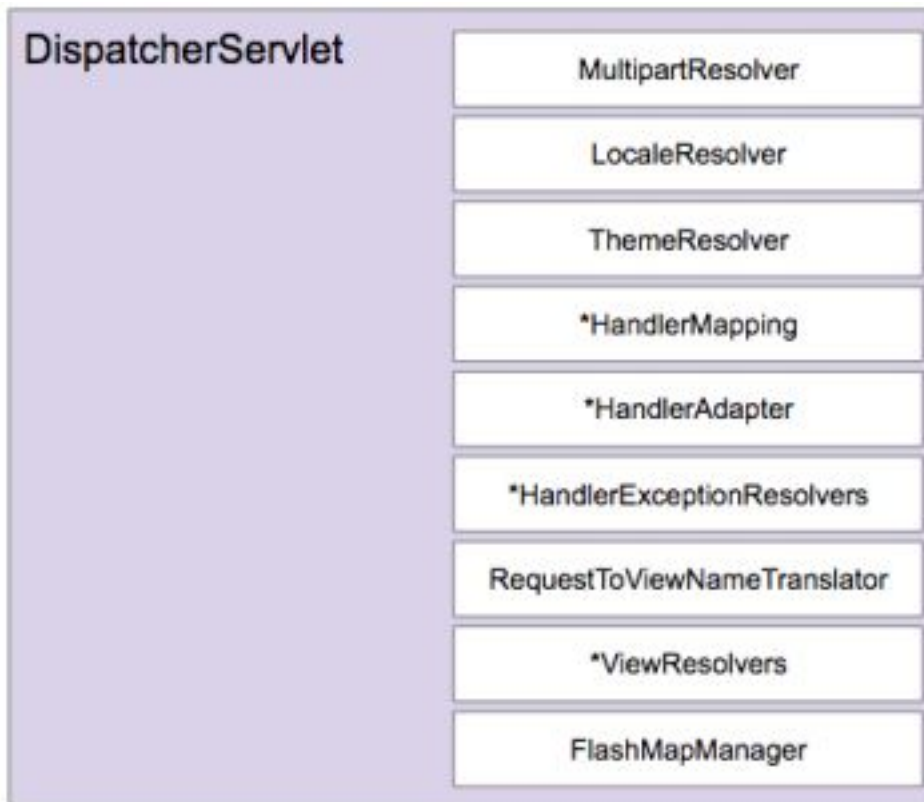 DispatcherServlet
MultipartResolver
LocaleResolver
ThemeResolver
*HandlerMapping
*HandlerAdapter
*HandlerExceptionResolvers
RequestToViewNameTranslator
*ViewResolvers
FlashMapManager